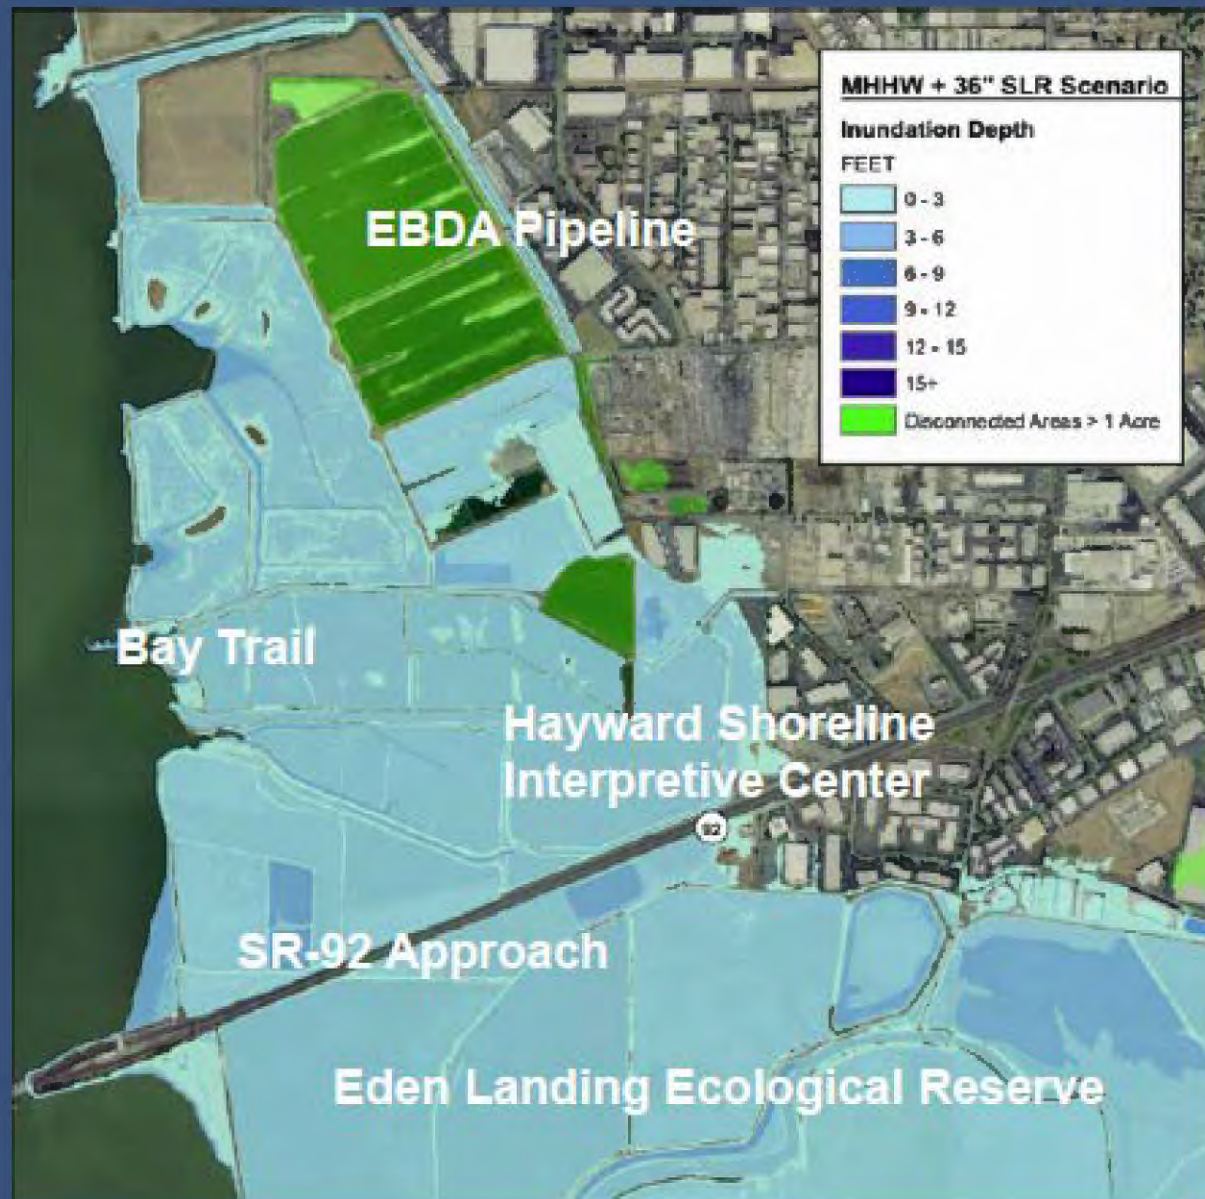 MHHW + 36" SLR Scenario
Inundation Depth
FEET
0 - 3
3 - 6
6 - 9
9 - 12
12 - 15
15+
Disconnected Areas > 1 Acre
EBDA Pipeline
Bay Trail
Hayward Shoreline
Interpretive Center
92
SR-92 Approach
Eden Landing Ecological Reserve